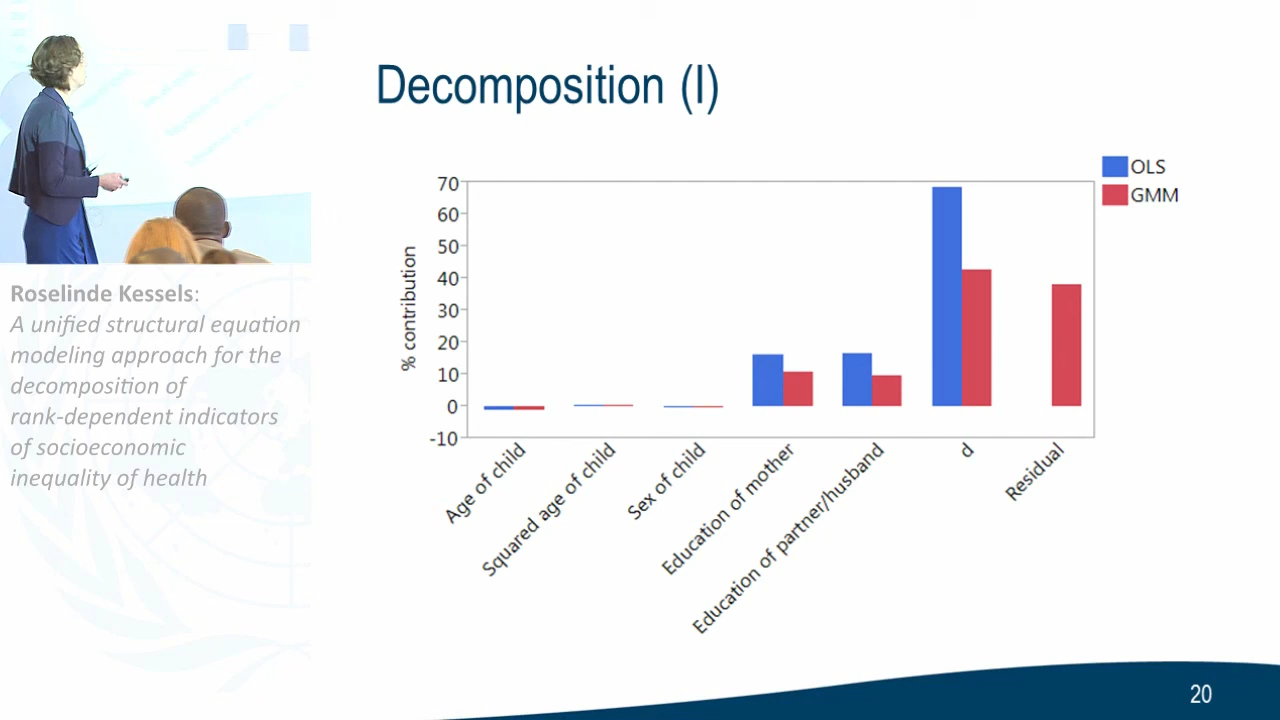 Decomposition (I)
Roselinde Kessels:
A unified structural equation
modeling approach for the
decomposition of
rank-dependent indicators
of socioeconomic
inequality of health
OLS
GMM
% contribution
70
60
50
40
30
20
10
0
-10
Age of child
Squared age of child
Sex of child
Education of mother
Education of partner/husband
d
Residual
20